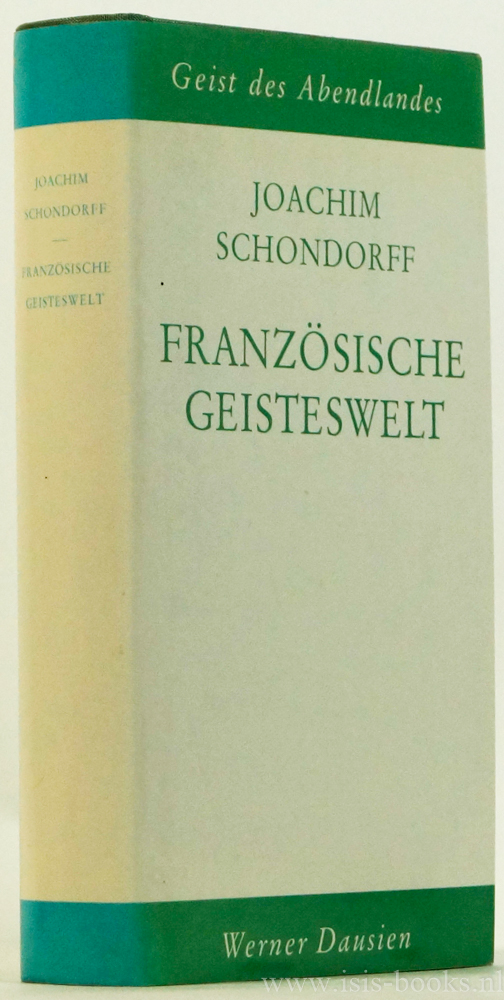 Geist des Abendlandes
JOACHIM
SCHONDORFF
FRANZÖSISCHE
GEISTESWELT
Werner Dausien
JOACHIM
SCHONDORFF
FRANZÖSISCHE
GEISTESWELT
www.isis-books.nl